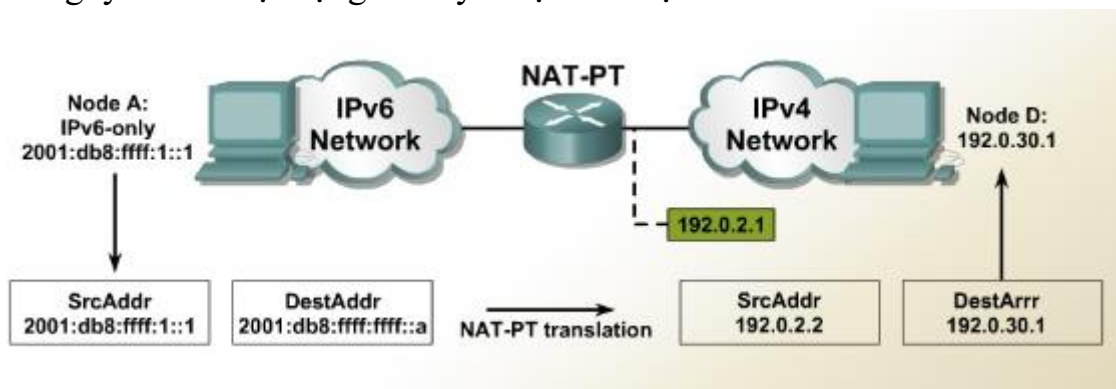 NAT-PT
Node A:
IPv6-only
2001:db8:ffff:1::1
IPv6
Network
IPv4
Network
Node D:
192.0.30.1
192.0.2.1
SrcAddr
2001:db8:ffff:1::1
DestAddr
2001:db8:ffff:ffff::a
NAT-PT translation
SrcAddr
192.0.2.2
DestArrr
192.0.30.1